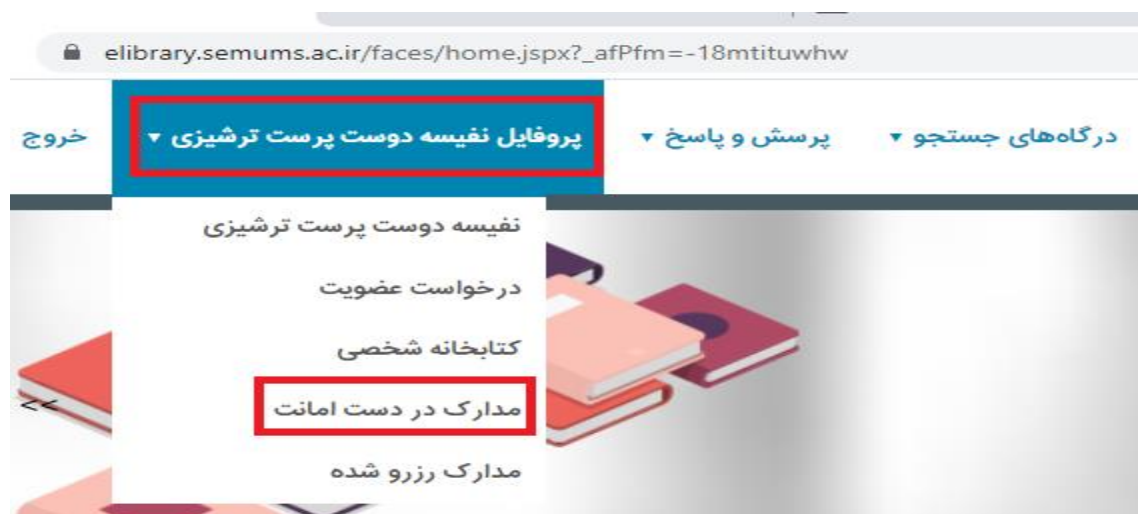 elibrary.semums.ac.ir/faces/home.jspx?_afPfm=-18mtituwhw
درگاه‌های جستجو ▾ پرسش و پاسخ ▾ پروفایل نفیسه دوست پرست ترشیزی ▾ خروج
نفیسه دوست پرست ترشیزی
درخواست عضویت
کتابخانه شخصی
مدارک در دست امانت
<<
مدارک رزرو شده